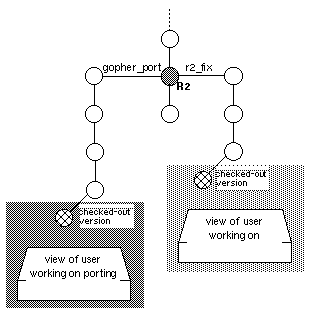 gopher_port
r2_fix
R2
checked-out
version
checked-out
version
view of user
working on
view of user
working on porting